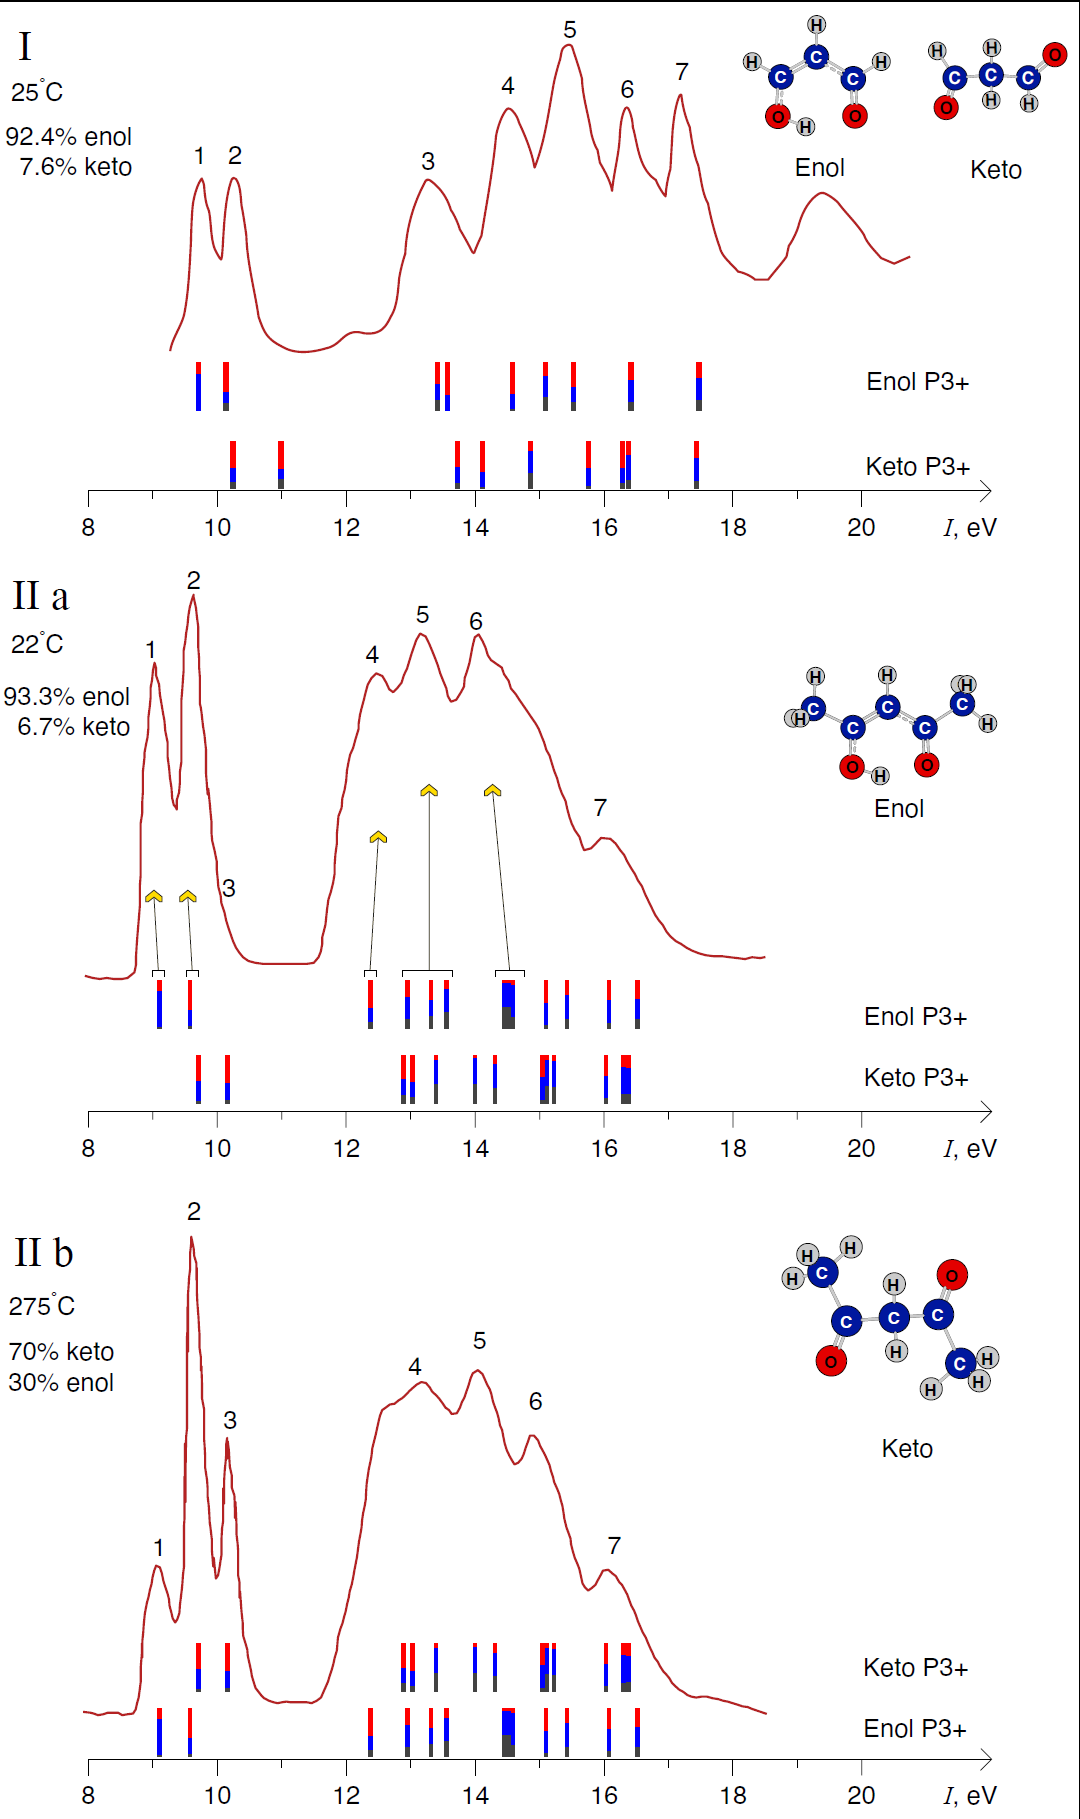 I
25°C
92.4% enol
7.6% keto
1 2 3 4 5 6 7
H
H C H
C C
O H O
Enol
H H O
C C C
O H H
Keto
Enol P3+
Keto P3+
8 10 12 14 16 18 20 I, eV
II a
22°C
93.3% enol
6.7% keto
1 2 3 4 5 6 7
H H H H
H C C C H
C C
O H O
Enol
Enol P3+
Keto P3+
8 10 12 14 16 18 20 I, eV
II b
275°C
70% keto
30% enol
1 2 3 4 5 6 7
H H
H C H O
C C C
O H C H
H H
Keto
Keto P3+
Enol P3+
8 10 12 14 16 18 20 I, eV